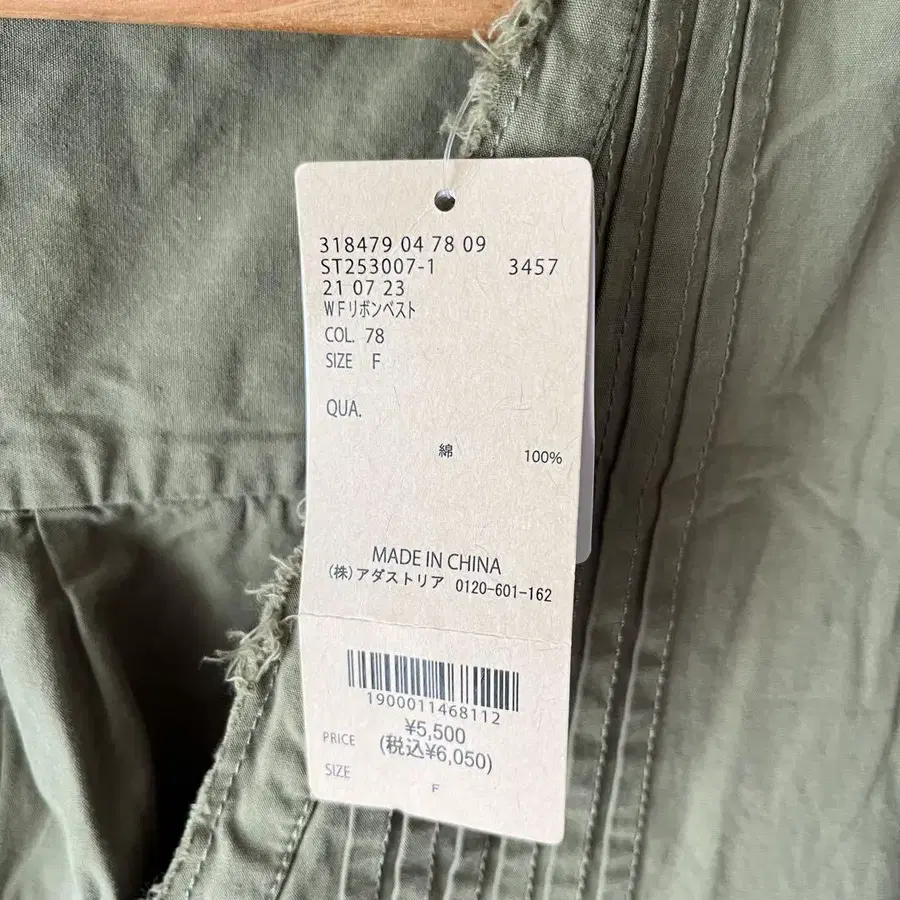 318479 04 78 09
ST253007-1 3457
21 07 23
WFリボンベスト
COL. 78
SIZE F
QUA.
綿 100%
MADE IN CHINA
(株)アダストリア 0120-601-162
1900011468112
¥5,500
PRICE (税込¥6,050)
SIZE F